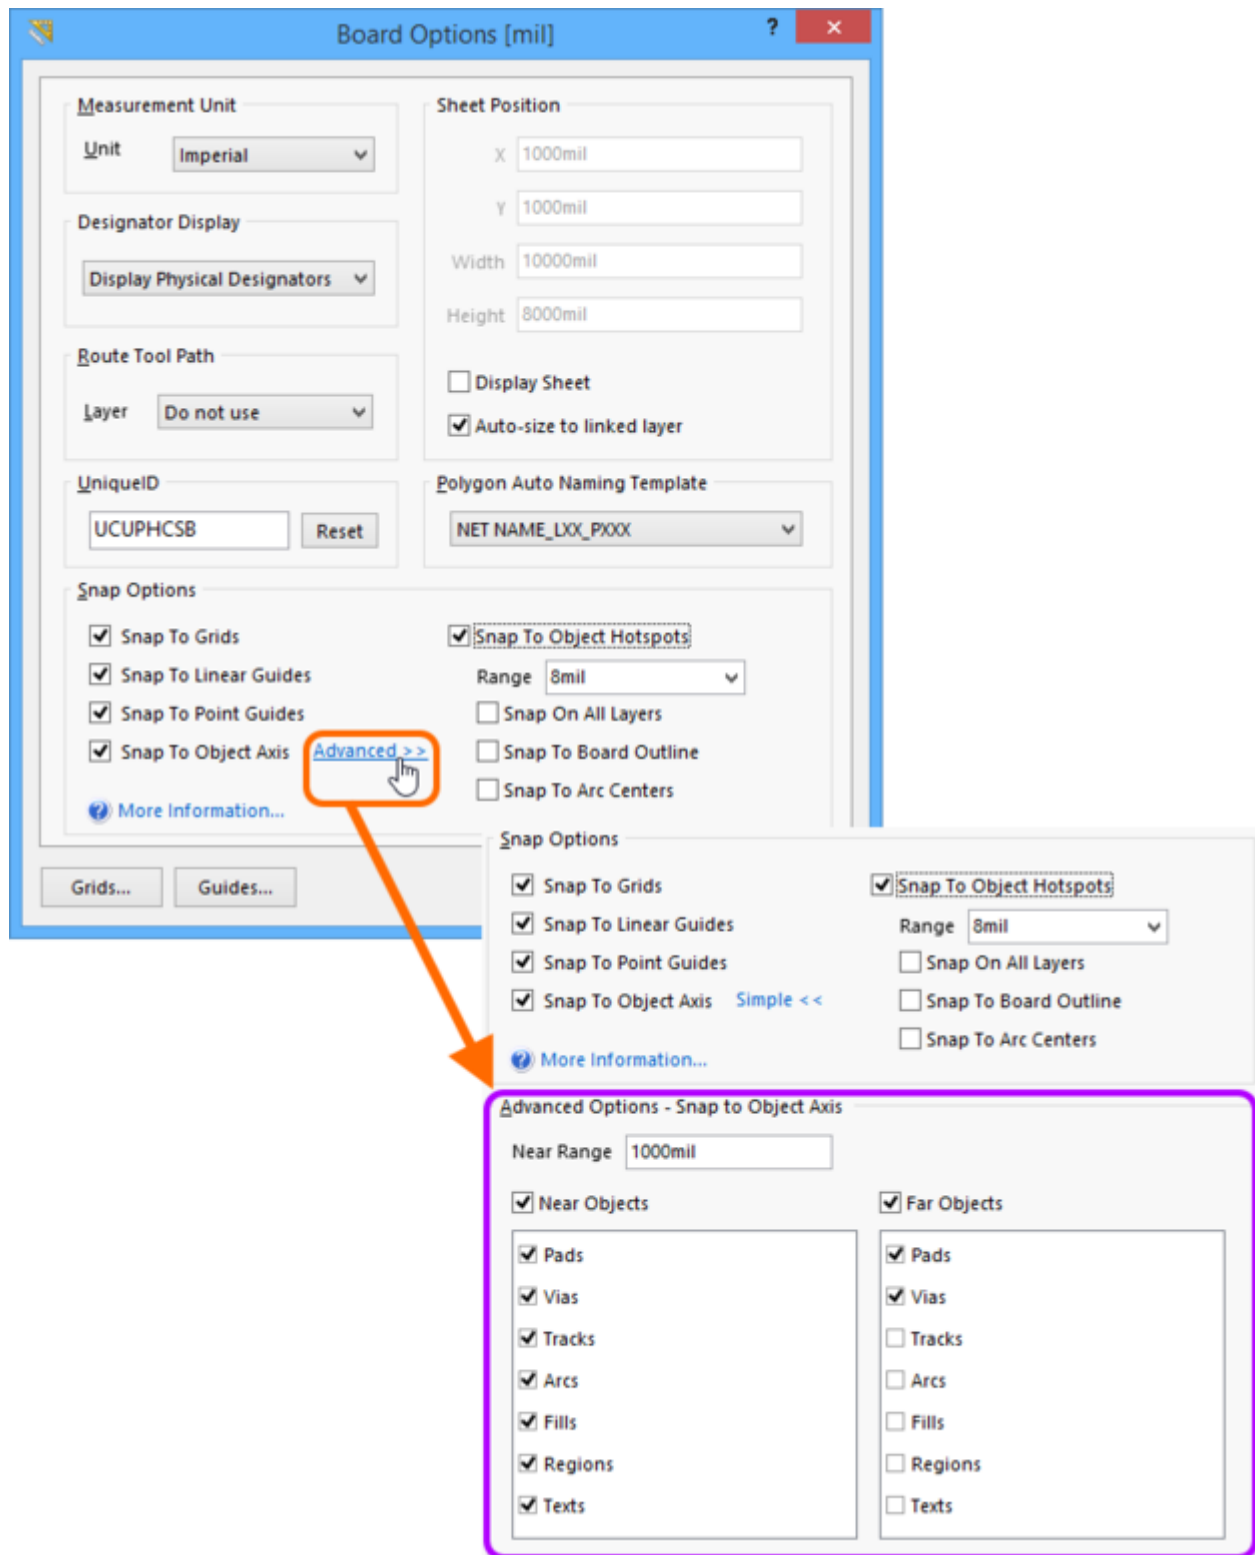 Board Options [mil]
?
Measurement Unit
Unit Imperial
Designator Display
Display Physical Designators
Route Tool Path
Layer Do not use
UniqueID
UCUPHCSB Reset
Sheet Position
X 1000mil
Y 1000mil
Width 10000mil
Height 8000mil
Display Sheet
Auto-size to linked layer
Polygon Auto Naming Template
NET NAME_LXX_PXXX
Snap Options
Snap To Grids
Snap To Linear Guides
Snap To Point Guides
Snap To Object Axis Advanced >>
? More Information...
Snap To Object Hotspots
Range 8mil
Snap On All Layers
Snap To Board Outline
Snap To Arc Centers
Grids... Guides...
Snap Options
Snap To Grids
Snap To Linear Guides
Snap To Point Guides
Snap To Object Axis Simple <<
? More Information...
Snap To Object Hotspots
Range 8mil
Snap On All Layers
Snap To Board Outline
Snap To Arc Centers
Advanced Options - Snap to Object Axis
Near Range 1000mil
Near Objects
Pads
Vias
Tracks
Arcs
Fills
Regions
Texts
Far Objects
Pads
Vias
Tracks
Arcs
Fills
Regions
Texts